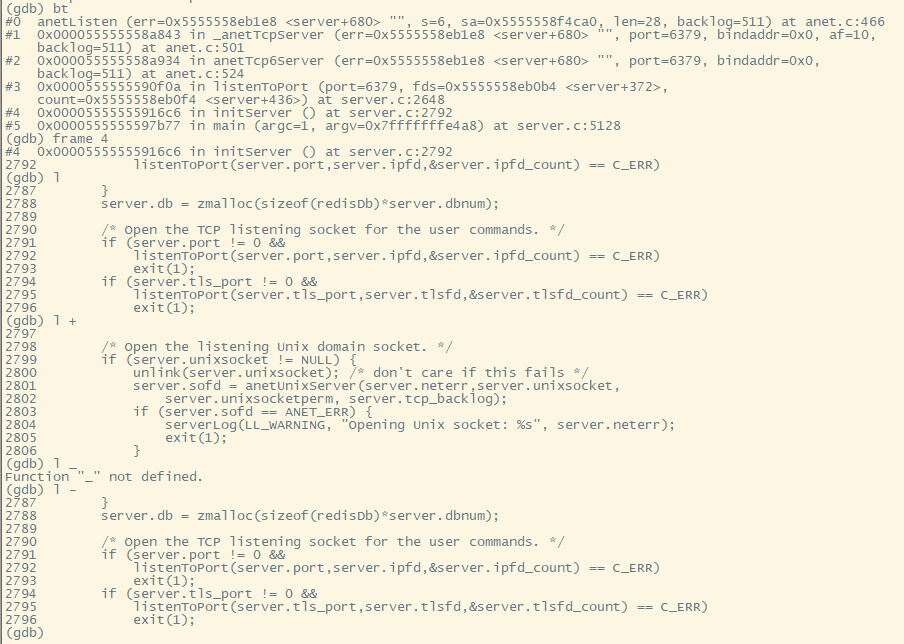 (gdb) bt
#0  anetListen (err=0x5555558eb1e8 <server+680> "", s=6, sa=0x5555558f4ca0, len=28, backlog=511) at anet.c:466
#1  0x000055555558a843 in _anetTcpServer (err=0x5555558eb1e8 <server+680> "", port=6379, bindaddr=0x0, af=10,
    backlog=511) at anet.c:501
#2  0x000055555558a934 in anetTcp6Server (err=0x5555558eb1e8 <server+680> "", port=6379, bindaddr=0x0,
    backlog=511) at anet.c:524
#3  0x0000555555590f0a in listenToPort (port=6379, fds=0x5555558eb0b4 <server+372>,
    count=0x5555558eb0f4 <server+436>) at server.c:2648
#4  0x00005555555916c6 in initServer () at server.c:2792
#5  0x0000555555597b77 in main (argc=1, argv=0x7fffffffe4a8) at server.c:5128
(gdb) frame 4
#4  0x00005555555916c6 in initServer () at server.c:2792
2792            listenToPort(server.port,server.ipfd,&server.ipfd_count) == C_ERR)
(gdb) l
2787        }
2788        server.db = zmalloc(sizeof(redisDb)*server.dbnum);
2789
2790        /* Open the TCP listening socket for the user commands. */
2791        if (server.port != 0 &&
2792            listenToPort(server.port,server.ipfd,&server.ipfd_count) == C_ERR)
2793            exit(1);
2794        if (server.tls_port != 0 &&
2795            listenToPort(server.tls_port,server.tlsfd,&server.tlsfd_count) == C_ERR)
2796            exit(1);
(gdb) l +
2797
2798        /* Open the listening Unix domain socket. */
2799        if (server.unixsocket != NULL) {
2800            unlink(server.unixsocket); /* don't care if this fails */
2801            server.sofd = anetUnixServer(server.neterr,server.unixsocket,
2802                server.unixsocketperm, server.tcp_backlog);
2803            if (server.sofd == ANET_ERR) {
2804                serverLog(LL_WARNING, "Opening Unix socket: %s", server.neterr);
2805                exit(1);
2806            }
(gdb) l _
Function "_" not defined.
(gdb) l -
2787        }
2788        server.db = zmalloc(sizeof(redisDb)*server.dbnum);
2789
2790        /* Open the TCP listening socket for the user commands. */
2791        if (server.port != 0 &&
2792            listenToPort(server.port,server.ipfd,&server.ipfd_count) == C_ERR)
2793            exit(1);
2794        if (server.tls_port != 0 &&
2795            listenToPort(server.tls_port,server.tlsfd,&server.tlsfd_count) == C_ERR)
2796            exit(1);
(gdb)